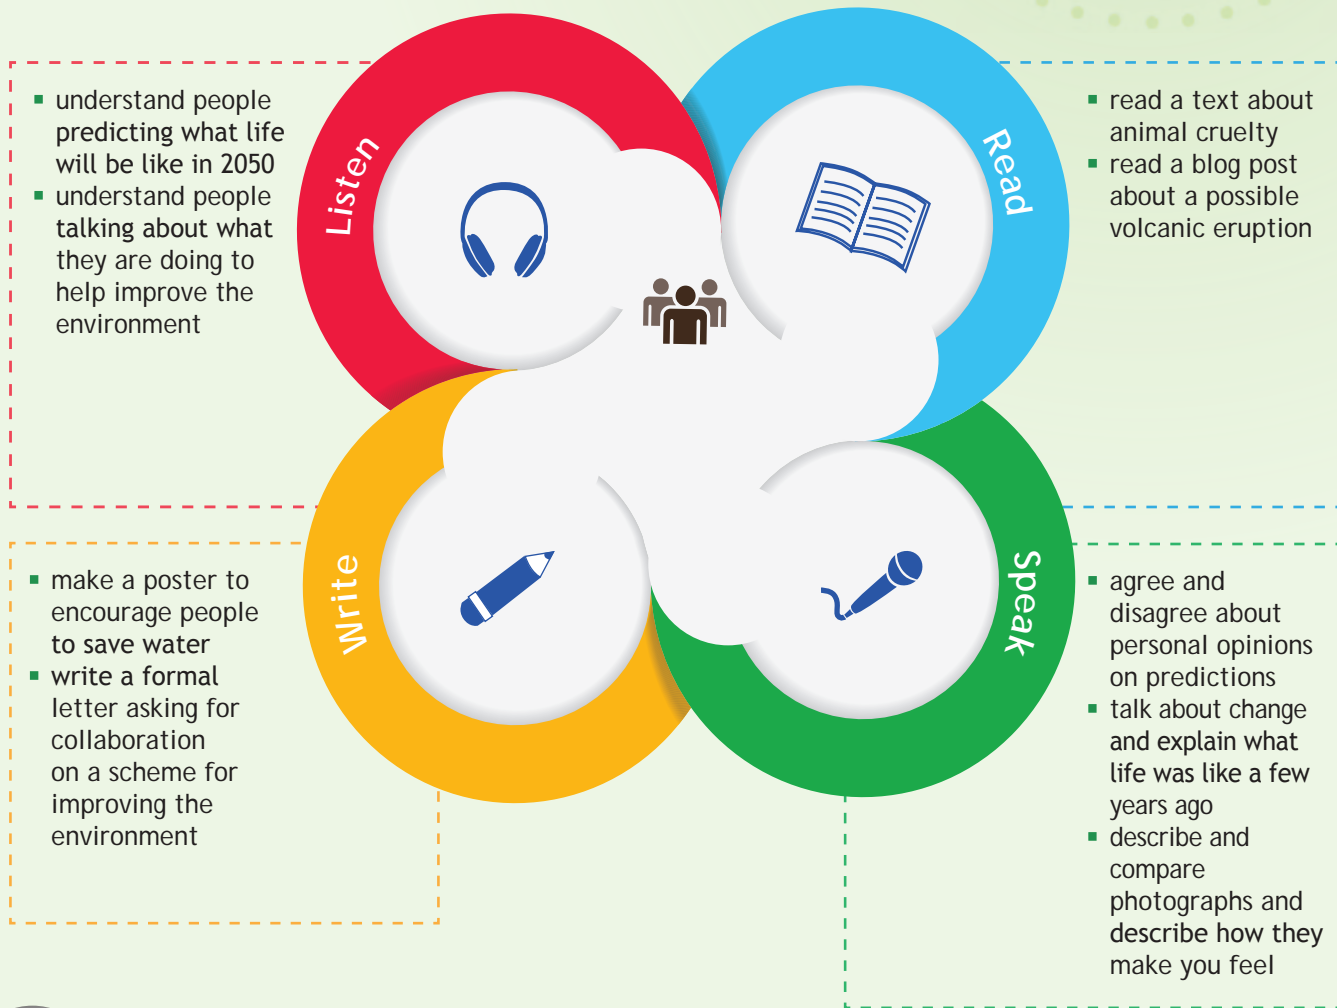 Listen
understand people
predicting what life
will be like in 2050
understand people
talking about what
they are doing to
help improve the
environment
Read
read a text about
animal cruelty
read a blog post
about a possible
volcanic eruption
Write
make a poster to
encourage people
to save water
write a formal
letter asking for
collaboration
on a scheme for
improving the
environment
Speak
agree and
disagree about
personal opinions
on predictions
talk about change
and explain what
life was like a few
years ago
describe and
compare
photographs and
describe how they
make you feel